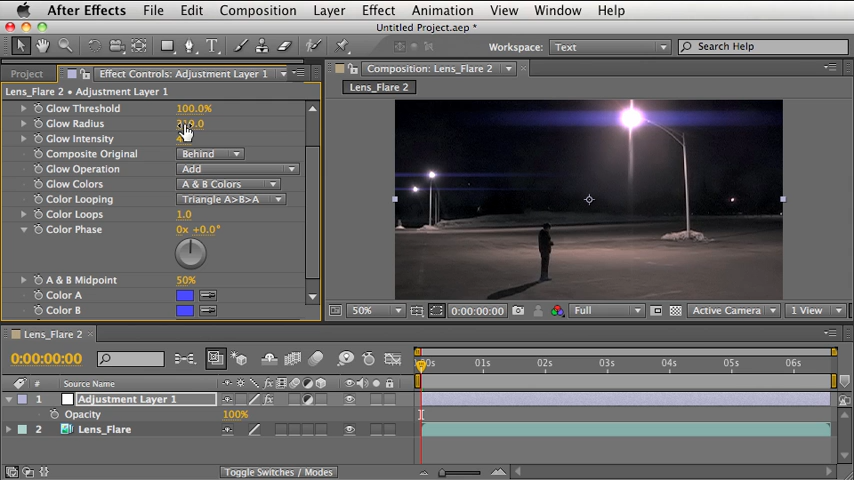 After Effects File Edit Composition Layer Effect Animation View Window Help
Untitled Project.aep *
Workspace: Text Search Help
Project Effect Controls: Adjustment Layer 1 Composition: Lens_Flare 2
Lens_Flare 2 • Adjustment Layer 1 Lens_Flare 2
Glow Threshold 100.0%
Glow Radius
Glow Intensity
Composite Original Behind
Glow Operation Add
Glow Colors A & B Colors
Color Looping Triangle A>B>A
Color Loops 1.0
Color Phase 0x +0.0°
A & B Midpoint 50%
Color A
Color B
50% 0:00:00:00 Full Active Camera 1 View
Lens_Flare 2
0:00:00:00 01s 02s 03s 04s 05s 06s
# Source Name
1 Adjustment Layer 1 fx
Opacity 100%
2 Lens_Flare
Toggle Switches / Modes